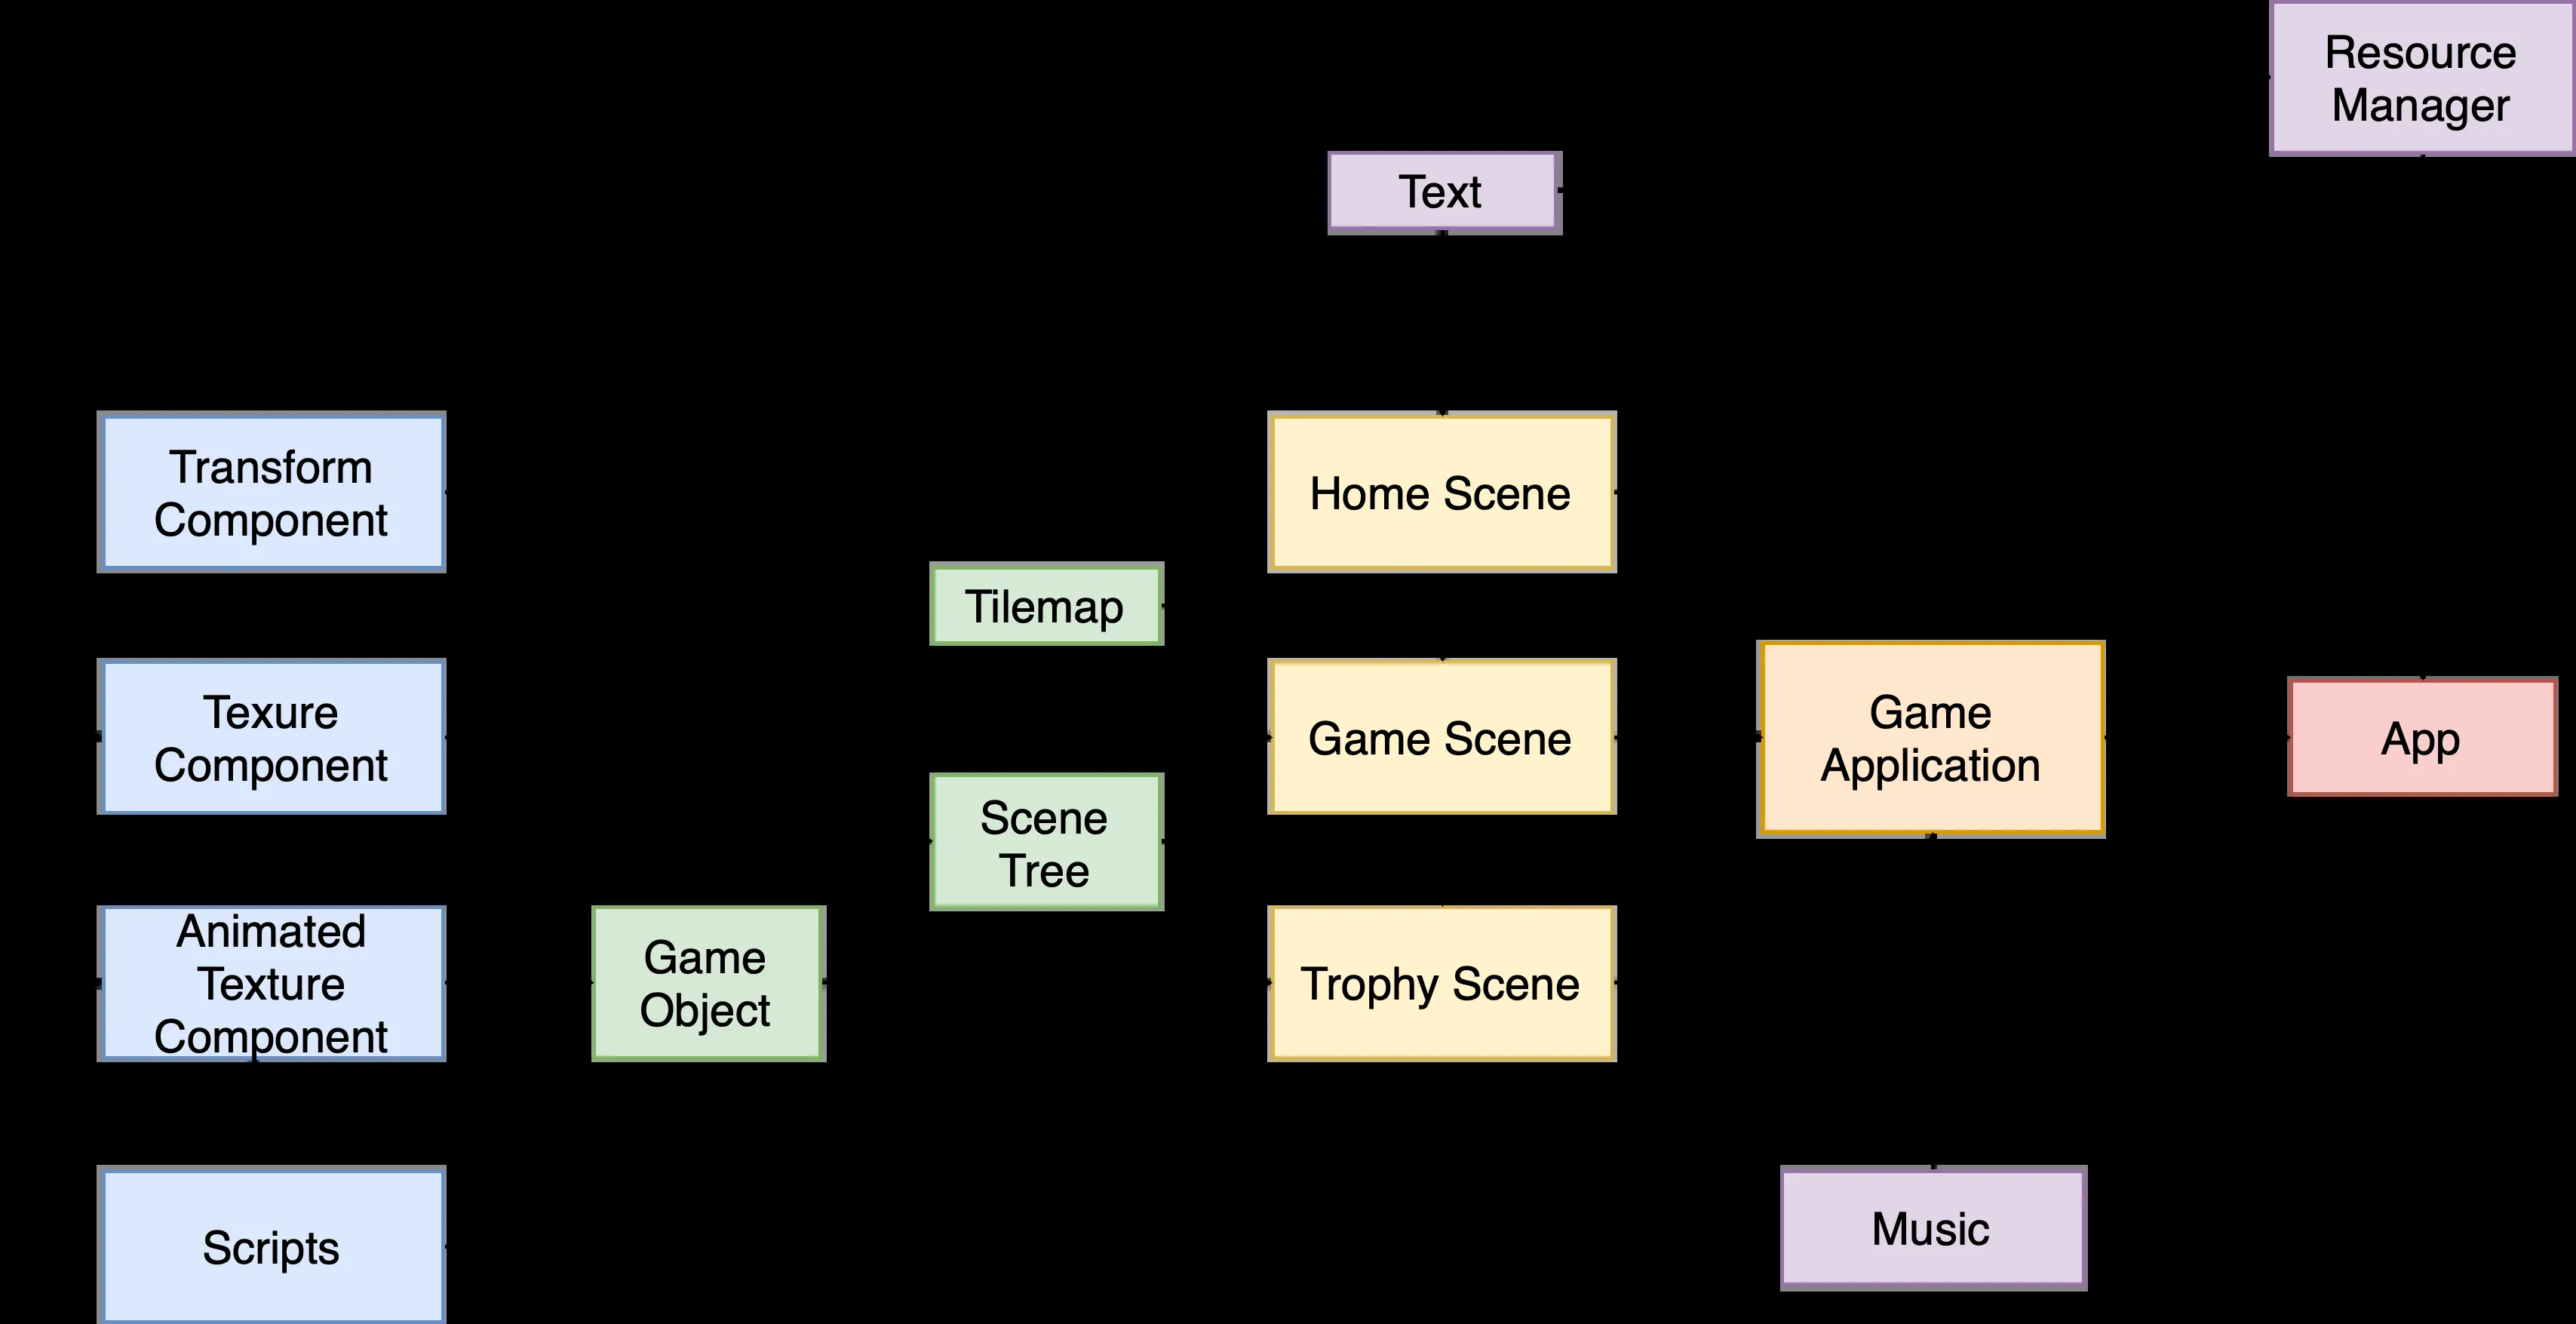 Resource
Manager
Text
Transform
Component
Home Scene
Tilemap
Texure
Component
Game Scene
Game
Application
App
Scene
Tree
Animated
Texture
Component
Game
Object
Trophy Scene
Scripts
Music